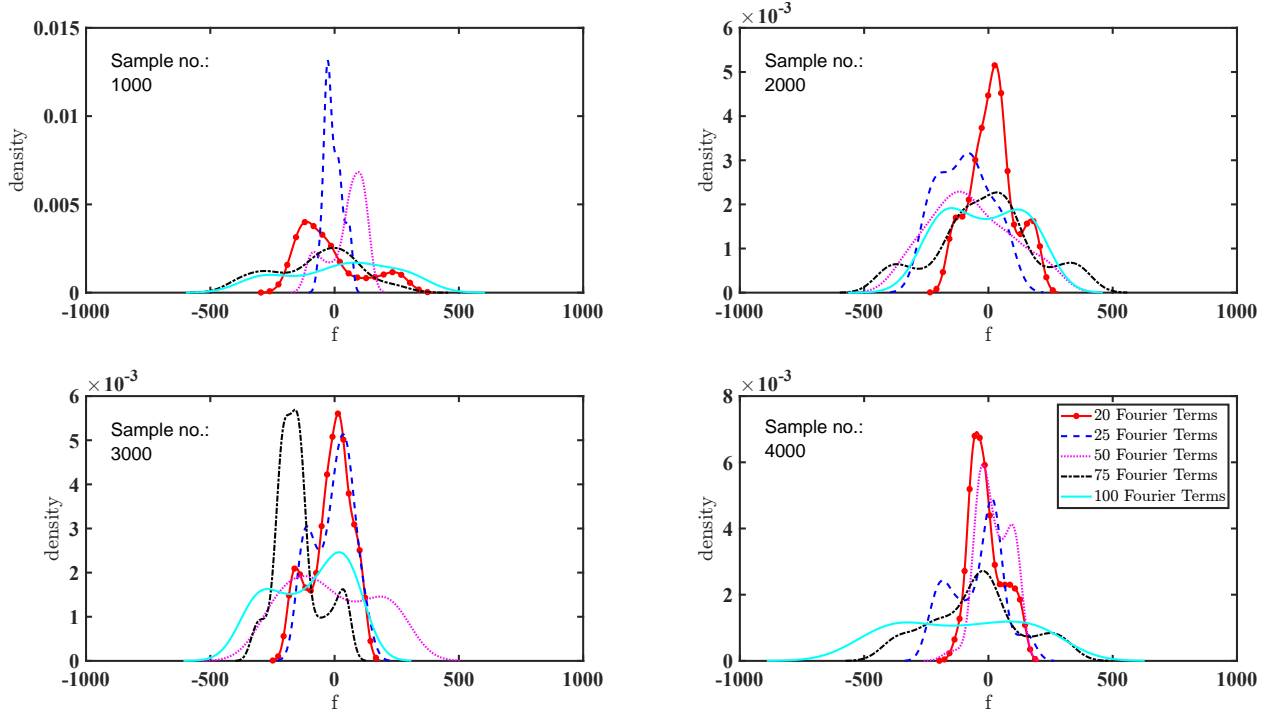 Sample no.:
1000
0.015
0.01
0.005
0
density
-1000
-500
0
500
1000
f
×10-3
Sample no.:
2000
6
5
4
3
2
1
0
density
-1000
-500
0
500
1000
f
×10-3
Sample no.:
3000
6
5
4
3
2
1
0
density
-1000
-500
0
500
1000
f
×10-3
Sample no.:
4000
8
6
4
2
0
density
-1000
-500
0
500
1000
f
20 Fourier Terms
25 Fourier Terms
50 Fourier Terms
75 Fourier Terms
100 Fourier Terms